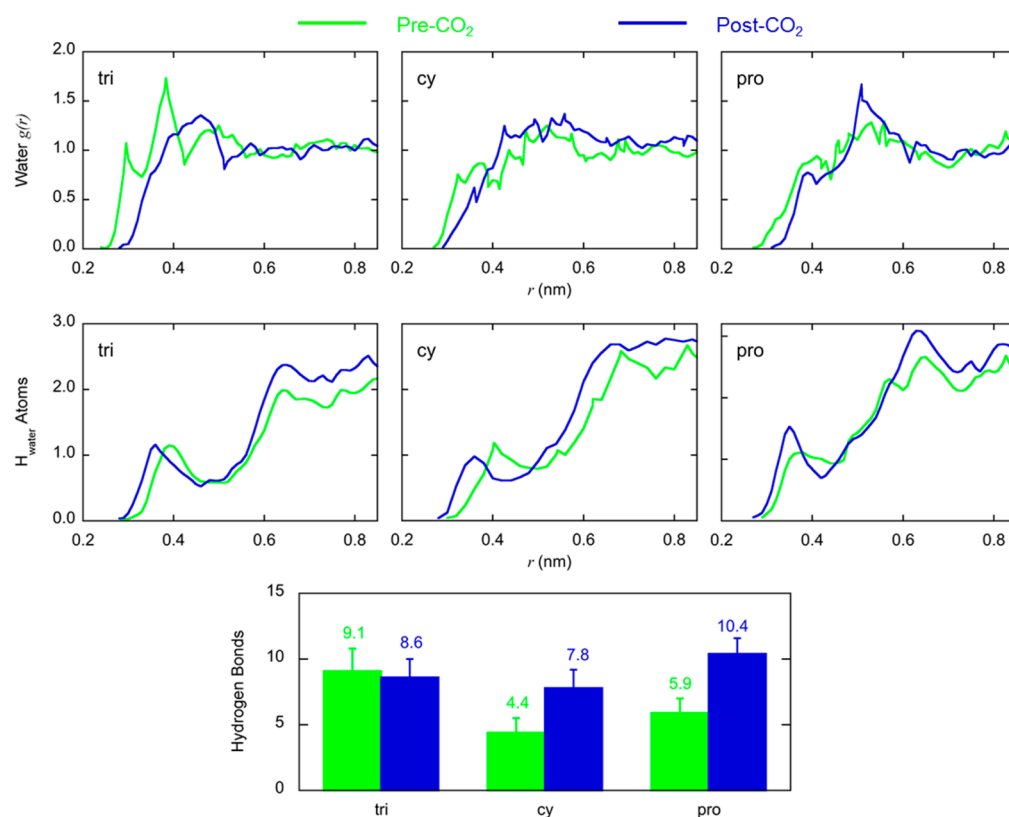 Pre-CO₂ Post-CO₂
Water g(r)
2.0
1.5
1.0
0.5
0.0
tri
cy
pro
0.2 0.4 0.6 0.8
0.2 0.4 0.6 0.8
0.2 0.4 0.6 0.8
r (nm)
H_water Atoms
3.0
2.0
1.0
0.0
tri
cy
pro
0.2 0.4 0.6 0.8
0.2 0.4 0.6 0.8
0.2 0.4 0.6 0.8
r (nm)
Hydrogen Bonds
15
10
5
0
9.1
8.6
4.4
7.8
5.9
10.4
tri cy pro